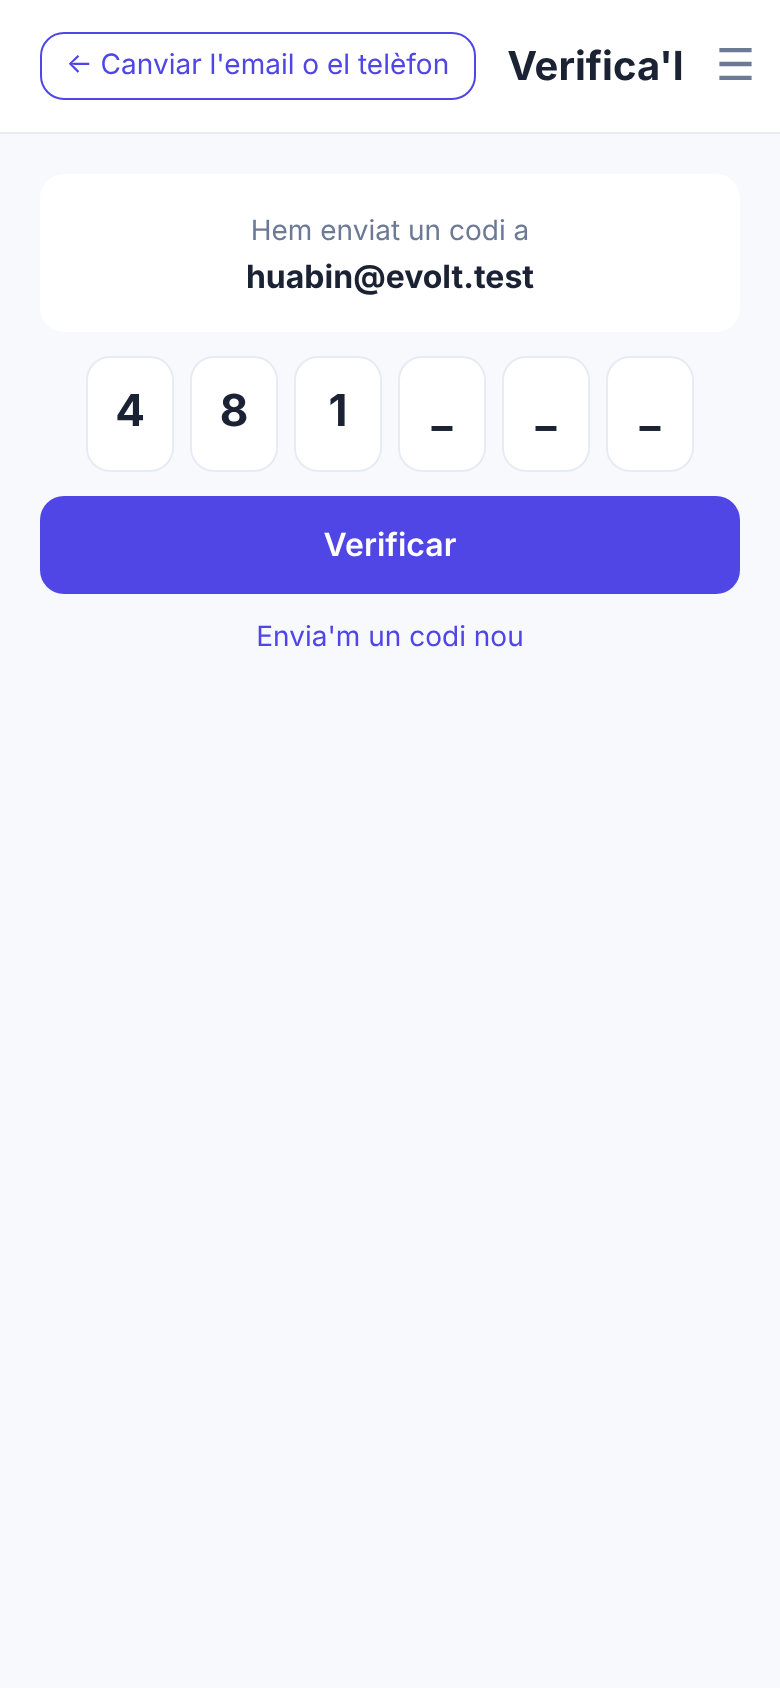 ← Canviar l'email o el telèfon
Verifica'l
☰
Hem enviat un codi a
huabin@evolt.test
4 8 1 _ _ _
Verificar
Envia'm un codi nou